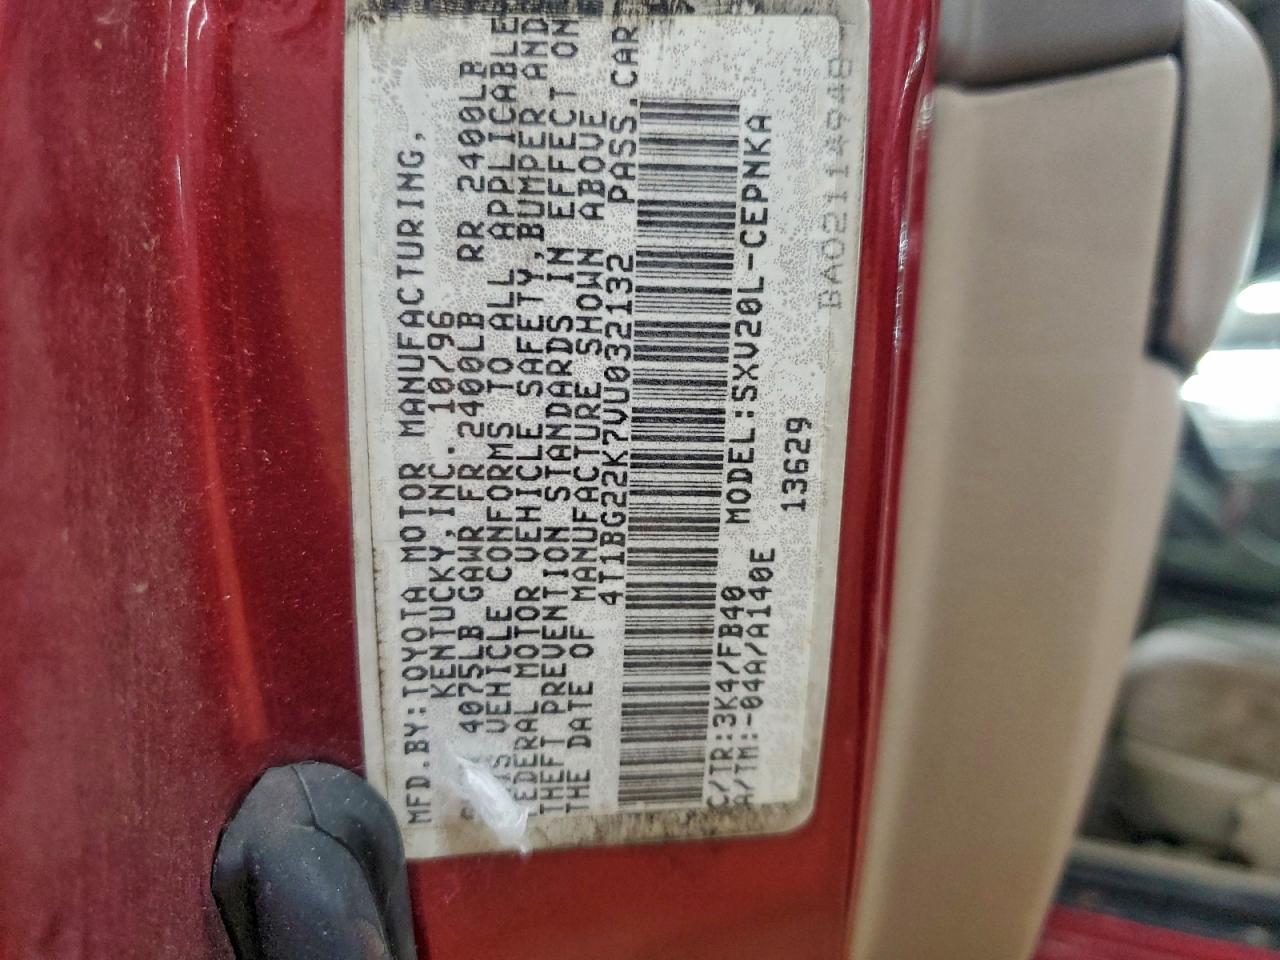 MFD.BY:TOYOTA MOTOR MANUFACTURING,
KENTUCKY,INC. 10/96
4075LB GAWR FR 2400LB RR 2400LB
VEHICLE CONFORMS TO ALL APPLICABLE
FEDERAL MOTOR VEHICLE SAFETY,BUMPER AND
THEFT PREVENTION STANDARDS IN EFFECT ON
THE DATE OF MANUFACTURE SHOWN ABOVE
4T1BG22K7VU032132 PASS.CAR
C/TR:3K4/FB40 MODEL:SXV20L-CEPNKA
A/TM:-04A/A140E 13629
BA02114948